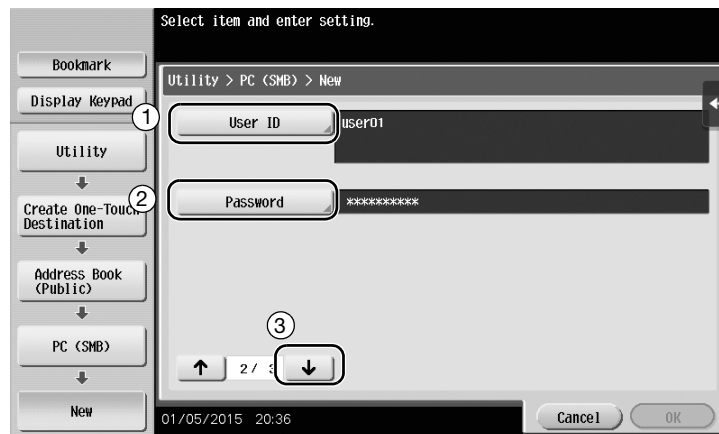 Select item and enter setting.
Bookmark
Display Keypad
Utility > PC (SMB) > New
1
User ID
user01
Utility
2
Password
**********
Create One-Touch
Destination
Address Book
(Public)
3
PC (SMB)
2/ 3
New
01/05/2015 20:36
Cancel
OK